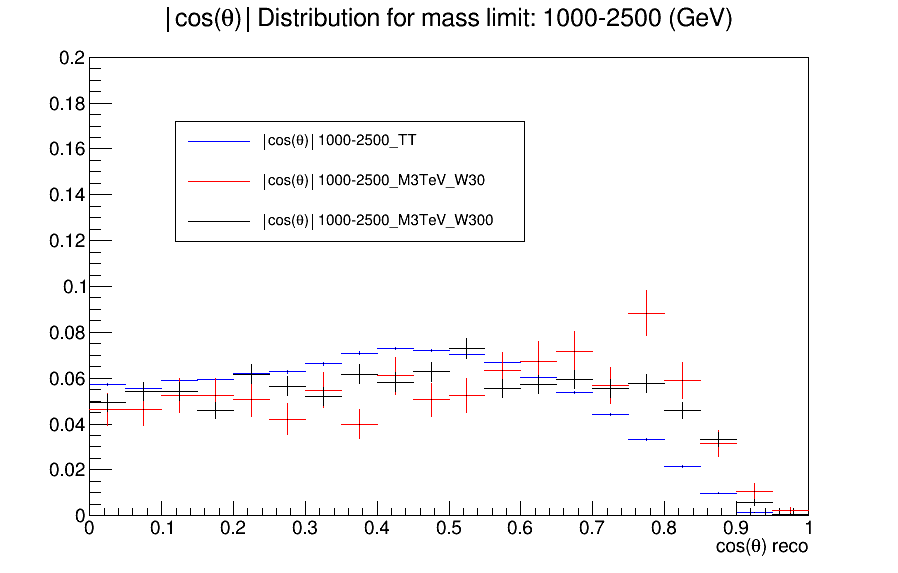 |cos(θ)| Distribution for mass limit: 1000-2500 (GeV)
0.2
0.18
0.16
0.14
0.12
0.1
0.08
0.06
0.04
0.02
0
|cos(θ)| 1000-2500_TT
|cos(θ)| 1000-2500_M3TeV_W30
|cos(θ)| 1000-2500_M3TeV_W300
0 0.1 0.2 0.3 0.4 0.5 0.6 0.7 0.8 0.9 1
cos(θ) reco